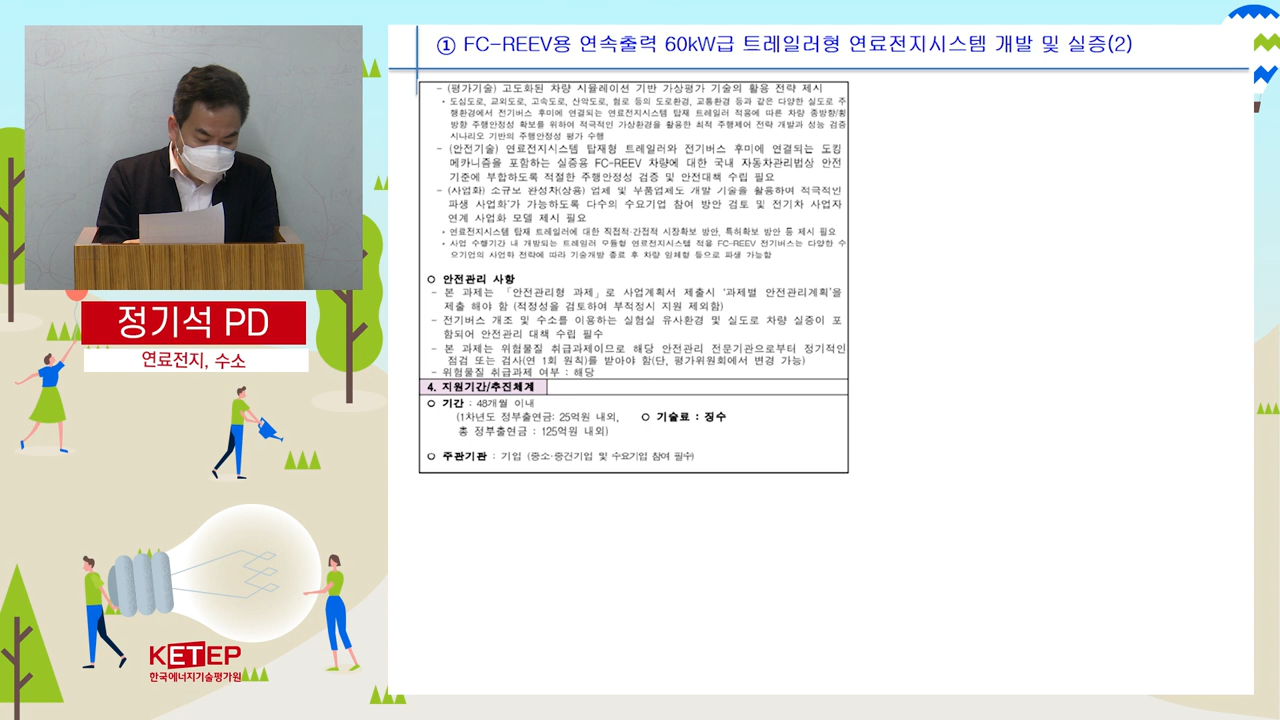 ① FC-REEV용 연속출력 60kW급 트레일러형 연료전지시스템 개발 및 실증(2)
- (평가기술) 고도화된 차량 시뮬레이션 기반 가상평가 기술의 활용 전략 제시
• 도심도로, 교외도로, 고속도로, 산악도로, 험로 등의 도로환경, 교통환경 등과 같은 다양한 실도로 주
행환경에서 전기버스 후미에 연결되는 연료전지시스템 탑재 트레일러 적용에 따른 차량 종방향/횡
방향 주행안정성 확보를 위하여 적극적인 가상환경을 활용한 최적 주행제어 전략 개발과 성능 검증
시나리오 기반의 주행안정성 평가 수행
- (안전기술) 연료전지시스템 탑재형 트레일러와 전기버스 후미에 연결되는 도킹
메카니즘을 포함하는 실증용 FC-REEV 차량에 대한 국내 자동차관리법상 안전
기준에 부합하도록 적절한 주행안정성 검증 및 안전대책 수립 필요
- (사업화) 소규모 완성차(상용) 업체 및 부품업체도 개발 기술을 활용하여 적극적인
파생 사업화'가 가능하도록 다수의 수요기업 참여 방안 검토 및 전기차 사업자
연계 사업화 모델 제시 필요
• 연료전지시스템 탑재 트레일러에 대한 직접적·간접적 시장확보 방안, 특허확보 방안 등 제시 필요
• 사업 수행기간 내 개발되는 트레일러 모듈형 연료전지시스템 적용 FC-REEV 전기버스는 다양한 수
요기업의 사업화 전략에 따라 기술개발 종료 후 차량 일체형 등으로 파생 가능함
○ 안전관리 사항
- 본 과제는 「안전관리형 과제」로 사업계획서 제출시 '과제별 안전관리계획'을
제출 해야 함 (적정성을 검토하여 부적정시 지원 제외함)
- 전기버스 개조 및 수소를 이용하는 실험실 유사환경 및 실도로 차량 실증이 포
함되어 안전관리 대책 수립 필수
- 본 과제는 위험물질 취급과제이므로 해당 안전관리 전문기관으로부터 정기적인
점검 또는 검사(연 1회 원칙)를 받아야 함(단, 평가위원회에서 변경 가능)
- 위험물질 취급과제 여부 : 해당
4. 지원기간/추진체계
○ 기간 : 48개월 이내
(1차년도 정부출연금: 25억원 내외, ○ 기술료 : 징수
총 정부출연금 : 125억원 내외)
○ 주관기관 : 기업 (중소·중견기업 및 수요기업 참여 필수)
정기석 PD
연료전지, 수소
KETEP
한국에너지기술평가원